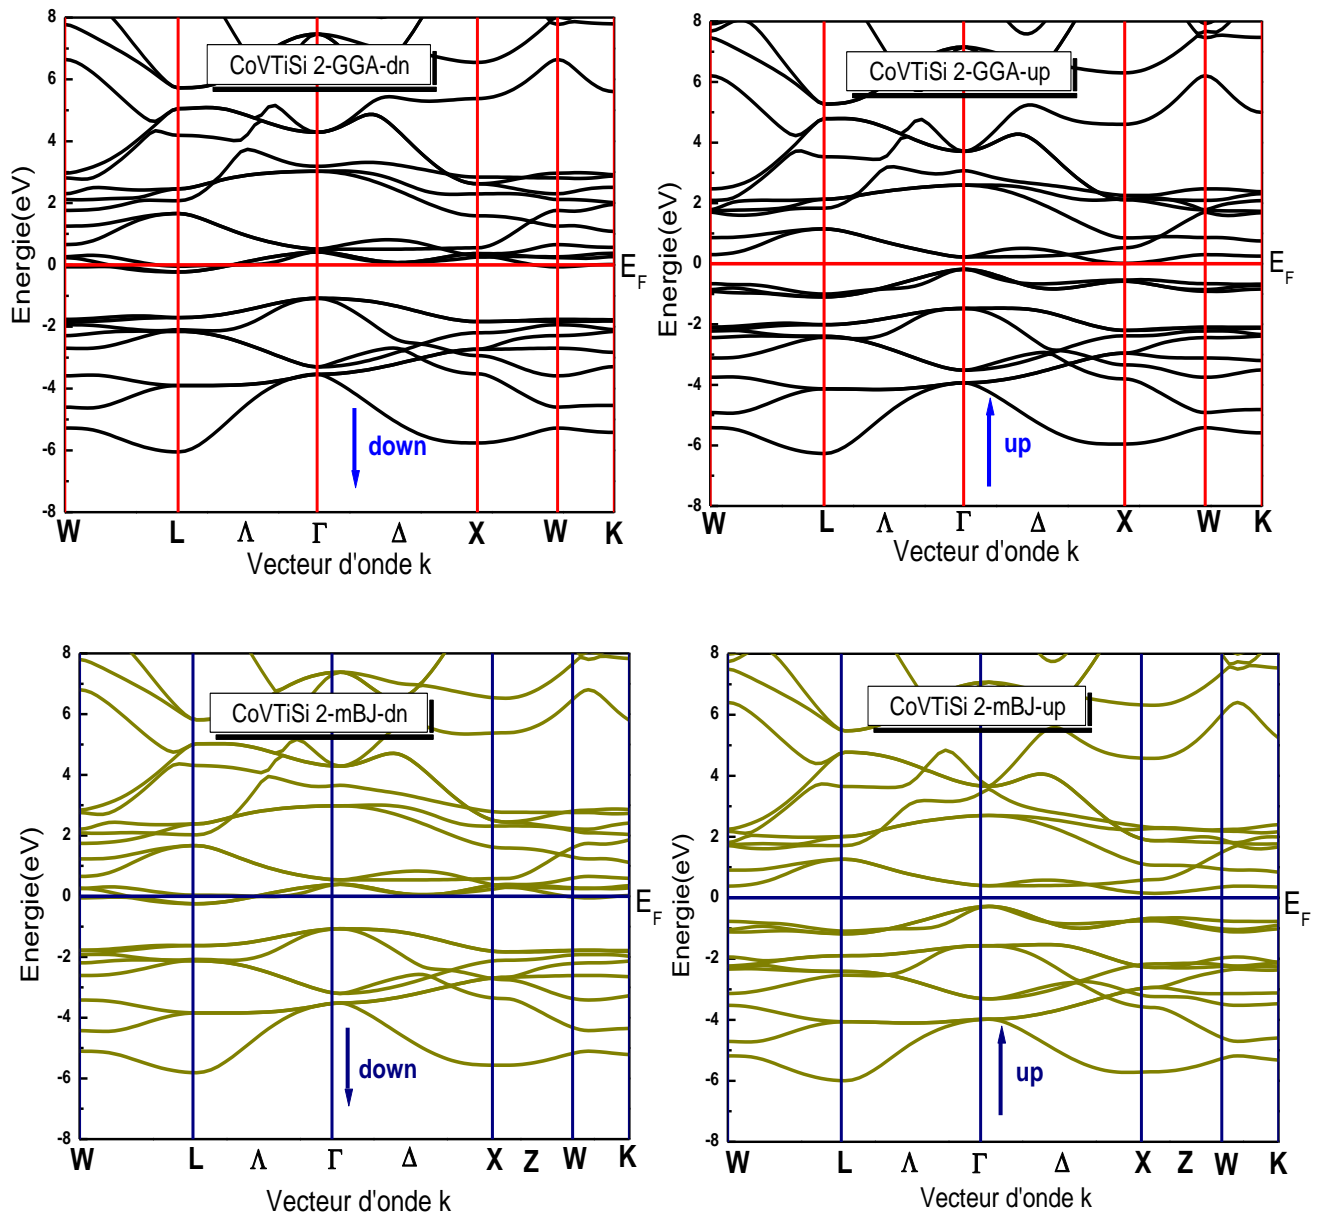 CoVTiSi 2-GGA-dn
Energie(eV)
8
6
4
2
0
-2
-4
-6
-8
E_F
down
W L Λ Γ Δ X W K
Vecteur d'onde k
CoVTiSi 2-GGA-up
Energie(eV)
8
6
4
2
0
-2
-4
-6
-8
E_F
up
W L Λ Γ Δ X W K
Vecteur d'onde k
CoVTiSi 2-mBJ-dn
Energie(eV)
8
6
4
2
0
-2
-4
-6
-8
E_F
down
W L Λ Γ Δ X Z W K
Vecteur d'onde k
CoVTiSi 2-mBJ-up
Energie(eV)
8
6
4
2
0
-2
-4
-6
-8
E_F
up
W L Λ Γ Δ X Z W K
Vecteur d'onde k